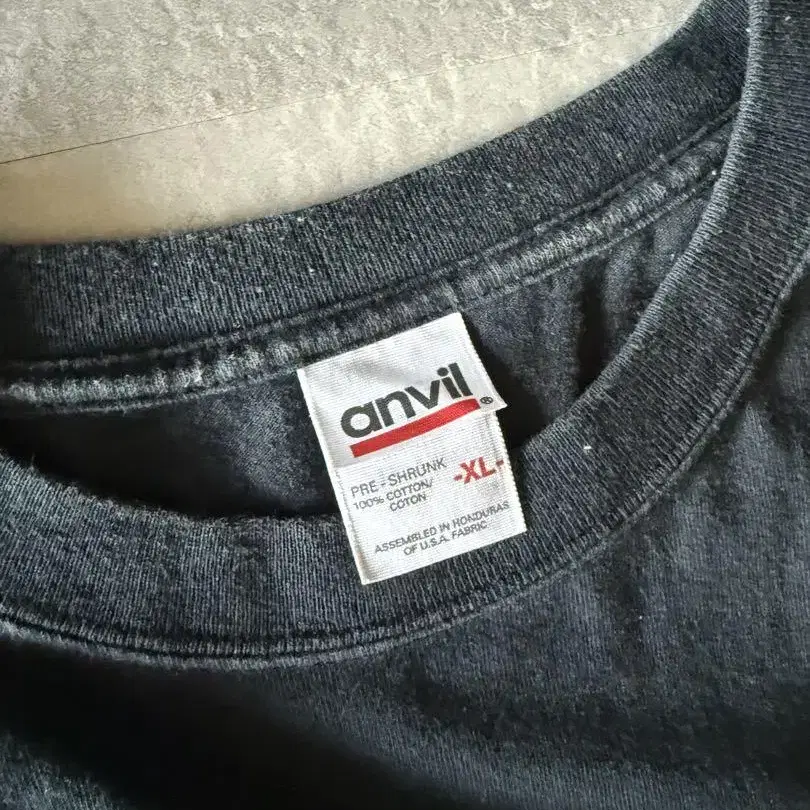 anvil®
PRE-SHRUNK
-XL-
100% COTTON/
COTON
ASSEMBLED IN HONDURAS
OF U.S.A. FABRIC